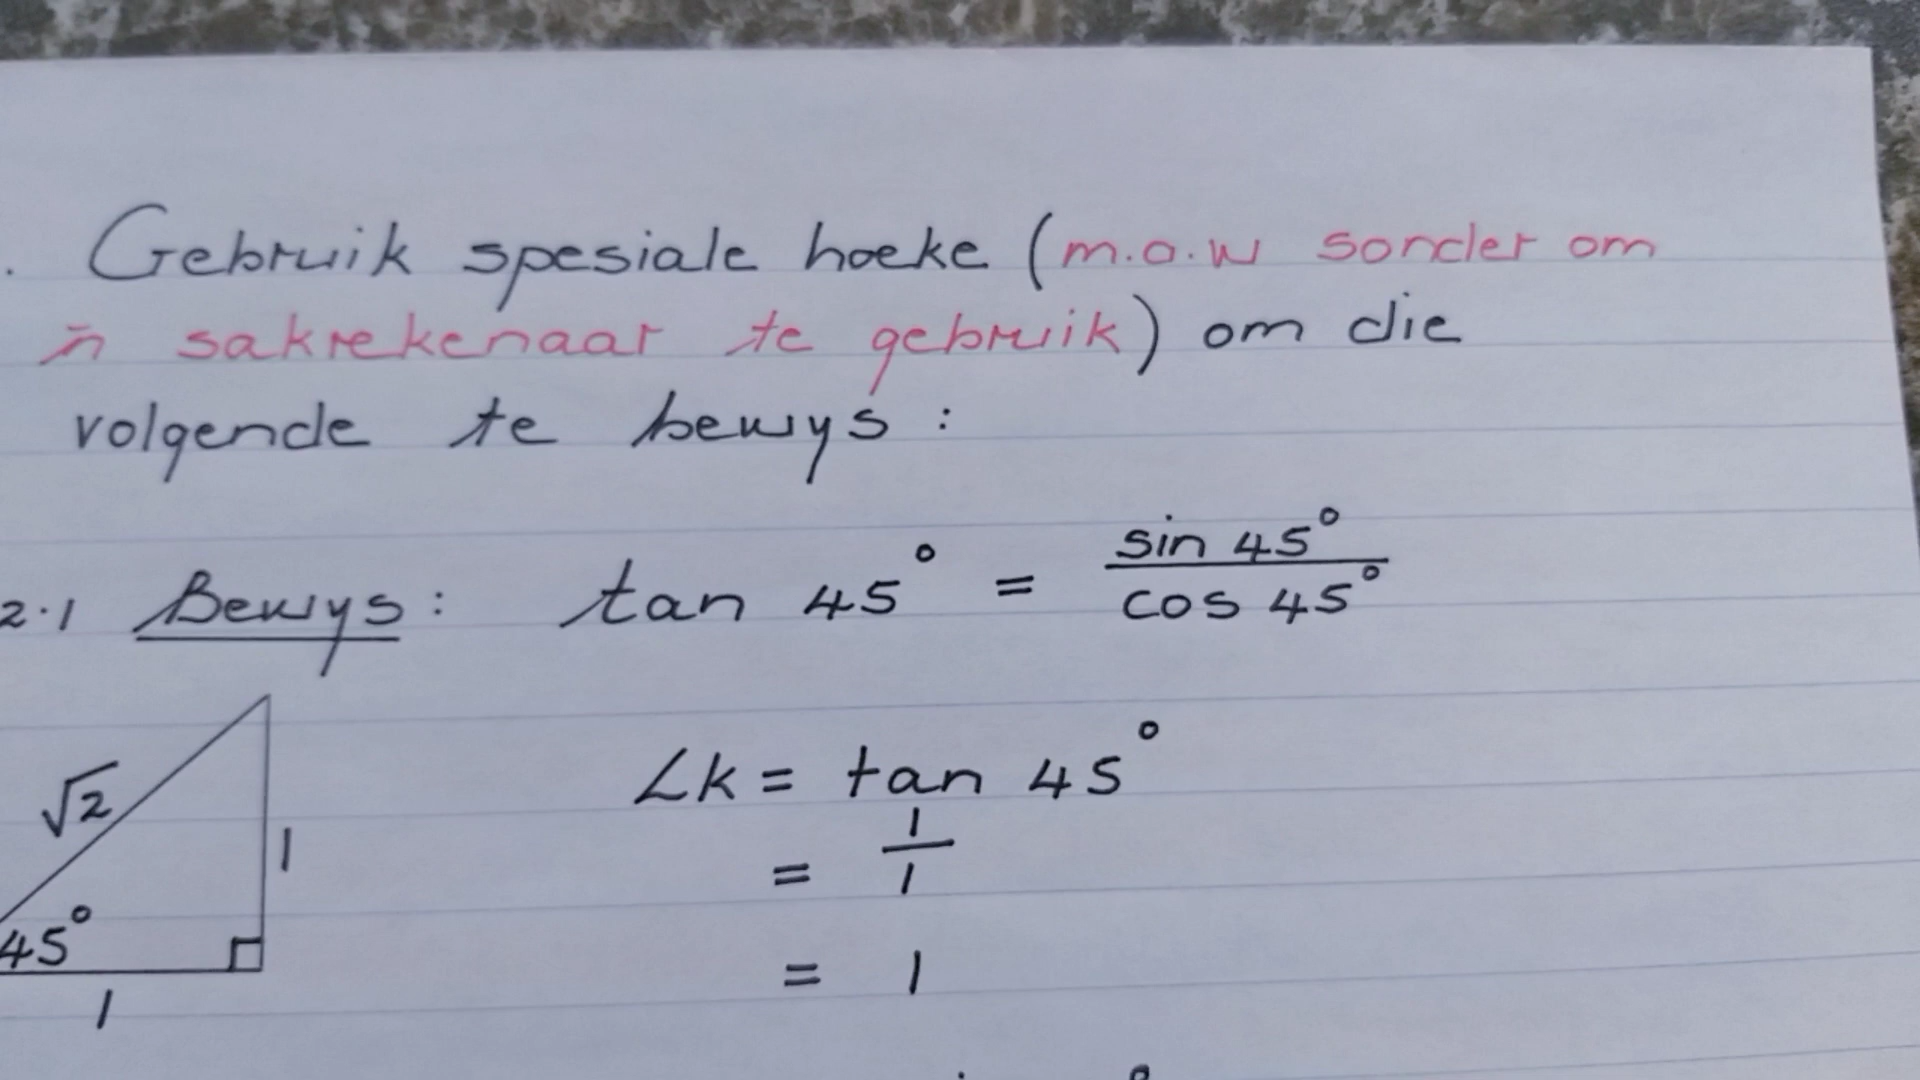 . Gebruik spesiale hoeke (m.o.w sonder om
'n sakrekenaar te gebruik) om die
volgende te bewys :
2.1 Bewys : tan 45° = sin 45° / cos 45°
√2
1
45°
1
Lk = tan 45°
= 1/1
= 1